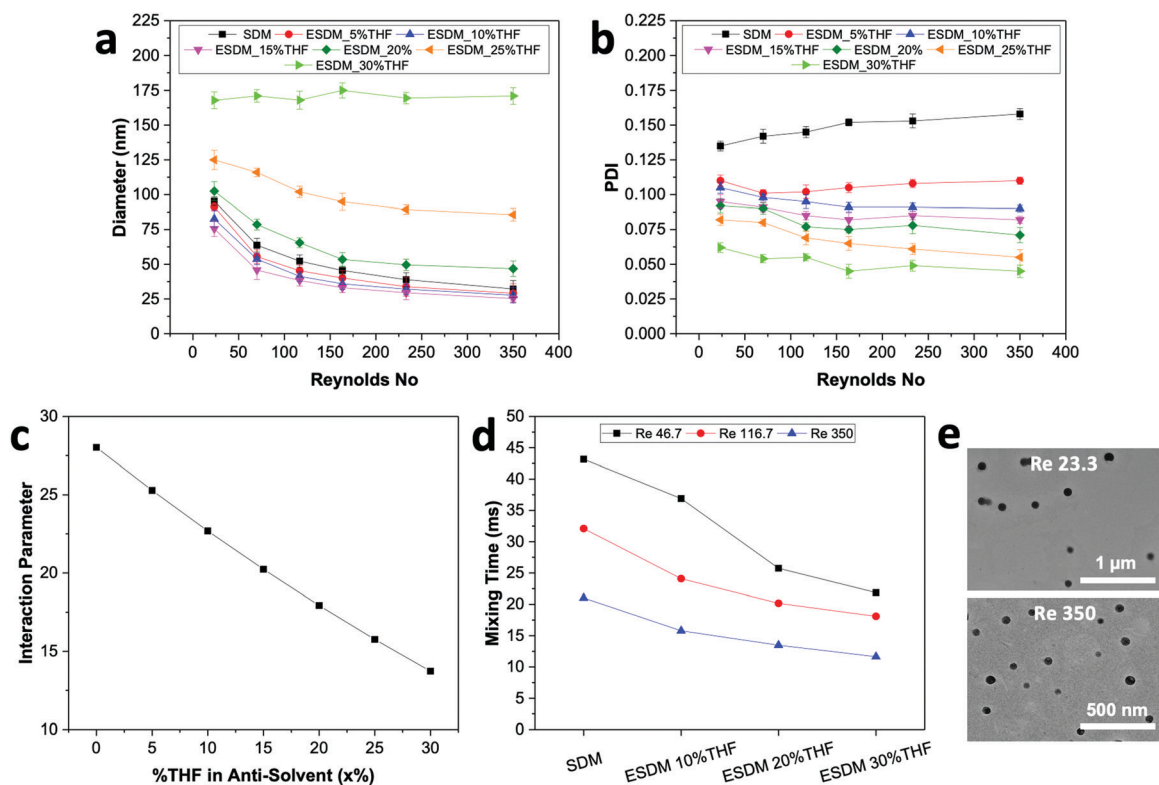 a
SDM ESDM_5%THF ESDM_10%THF
ESDM_15%THF ESDM_20% ESDM_25%THF
ESDM_30%THF
225
200
175
150
125
100
75
50
25
0
Diameter (nm)
0 50 100 150 200 250 300 350 400
Reynolds No
b
SDM ESDM_5%THF ESDM_10%THF
ESDM_15%THF ESDM_20% ESDM_25%THF
ESDM_30%THF
0.225
0.200
0.175
0.150
0.125
0.100
0.075
0.050
0.025
0.000
PDI
0 50 100 150 200 250 300 350 400
Reynolds No
c
30
25
20
15
10
Interaction Parameter
0 5 10 15 20 25 30
%THF in Anti-Solvent (x%)
d
Re 46.7 Re 116.7 Re 350
50
45
40
35
30
25
20
15
10
5
0
Mixing Time (ms)
SDM ESDM 10%THF ESDM 20%THF ESDM 30%THF
e
Re 23.3
1 µm
Re 350
500 nm